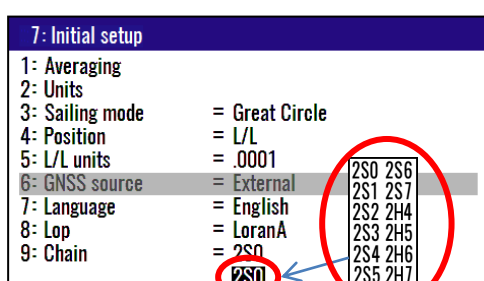 7: Initial setup
1: Averaging
2: Units
3: Sailing mode = Great Circle
4: Position = L/L
5: L/L units = .0001
6: GNSS source = External
7: Language = English
8: Lop = LoranA
9: Chain = 2S0
2S0
2S0 2S6
2S1 2S7
2S2 2H4
2S3 2H5
2S4 2H6
2S5 2H7